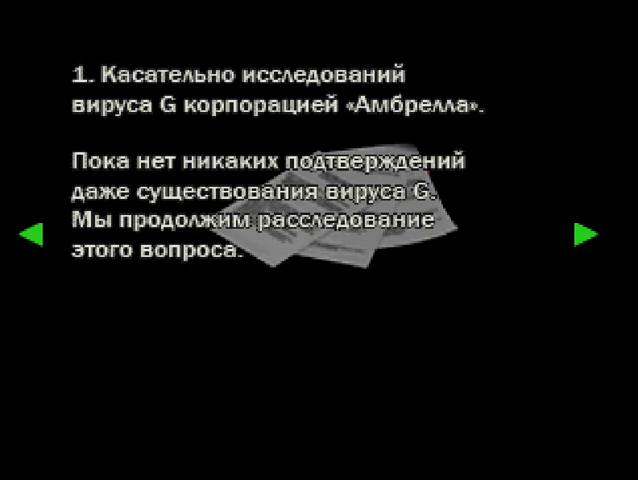 1. Касательно исследований
вируса G корпорацией «Амбрелла».
Пока нет никаких подтверждений
даже существования вируса G.
Мы продолжим расследование
этого вопроса.